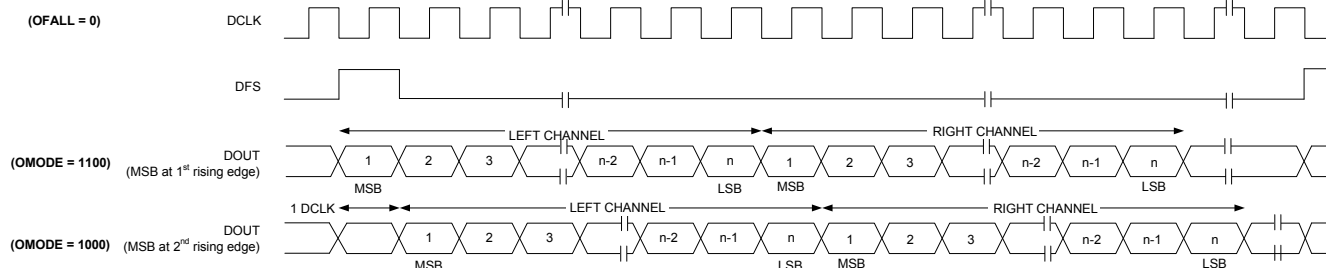 (OFALL = 0) DCLK
DFS
LEFT CHANNEL RIGHT CHANNEL
(OMODE = 1100) DOUT (MSB at 1st rising edge) 1 2 3 n-2 n-1 n 1 2 3 n-2 n-1 n
MSB LSB MSB LSB
1 DCLK LEFT CHANNEL RIGHT CHANNEL
(OMODE = 1000) DOUT (MSB at 2nd rising edge) 1 2 3 n-2 n-1 n 1 2 3 n-2 n-1 n
MSB LSB MSB LSB